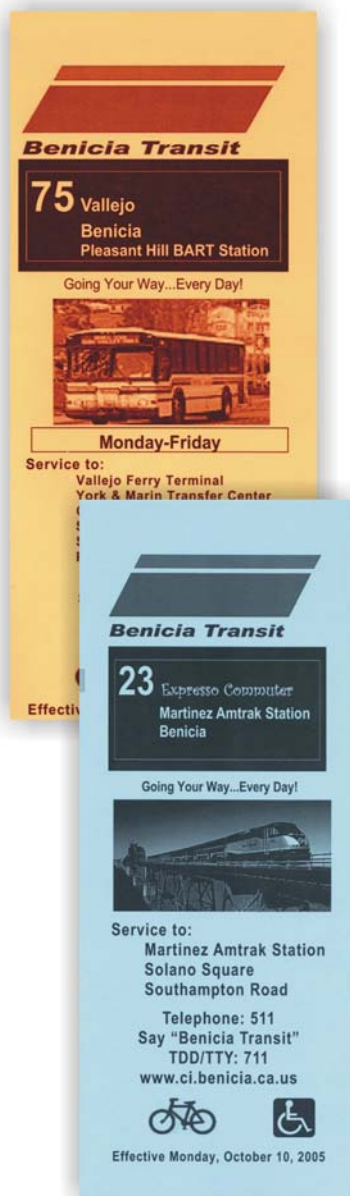 Benicia Transit
75 Vallejo
Benicia
Pleasant Hill BART Station
Going Your Way...Every Day!
Monday-Friday
Service to:
Vallejo Ferry Terminal
York & Marin Transfer Center
Benicia Transit
23 Expresso Commuter
Martinez Amtrak Station
Benicia
Going Your Way...Every Day!
Service to:
Martinez Amtrak Station
Solano Square
Southampton Road
Telephone: 511
Say “Benicia Transit”
TDD/TTY: 711
www.ci.benicia.ca.us
Effective Monday, October 10, 2005